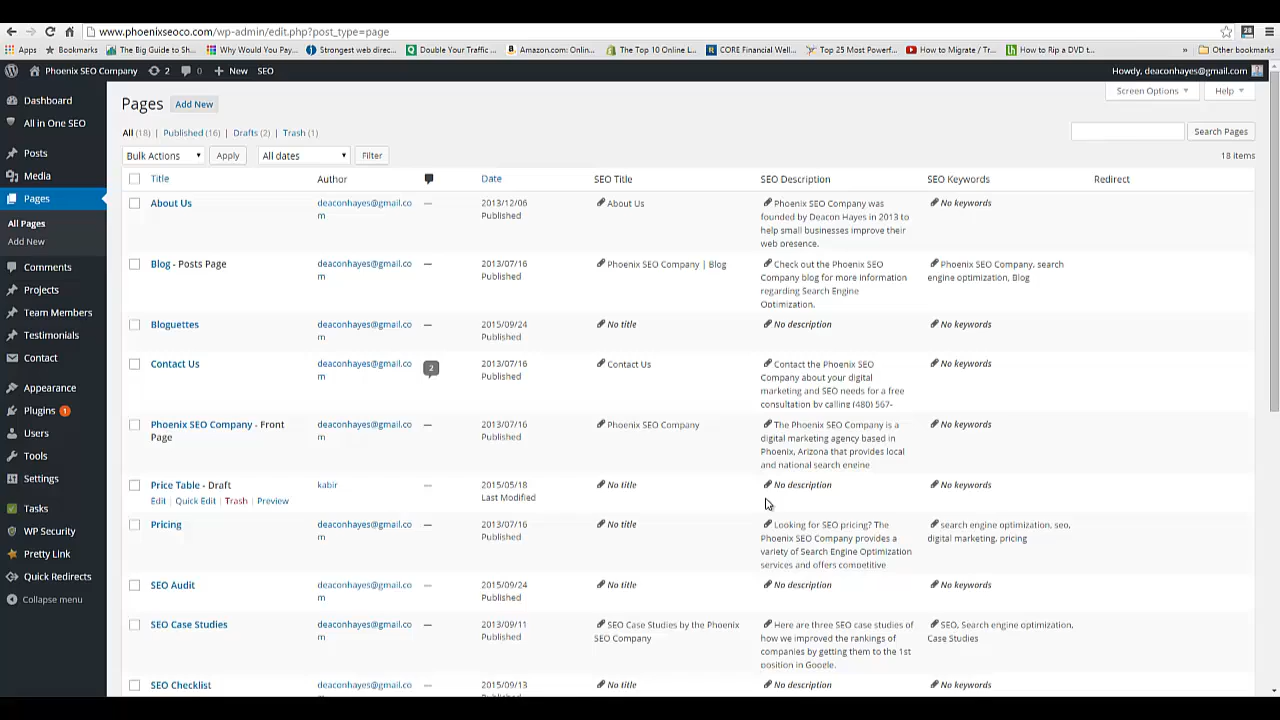 www.phoenixseoco.com/wp-admin/edit.php?post_type=page
Apps Bookmarks The Big Guide to Sh... Why Would You Pay... Strongest web direc... Double Your Traffic ... Amazon.com: Onlin... The Top 10 Online L... CORE Financial Well... Top 25 Most Powerf... How to Migrate / Tr... How to Rip a DVD t... » Other bookmarks
Phoenix SEO Company 2 0 + New SEO Howdy, deaconhayes@gmail.com
Dashboard
All in One SEO
Posts
Media
Pages
All Pages
Add New
Comments
Projects
Team Members
Testimonials
Contact
Appearance
Plugins 1
Users
Tools
Settings
Tasks
WP Security
Pretty Link
Quick Redirects
Collapse menu
Screen Options Help
Pages Add New
All (18) | Published (16) | Drafts (2) | Trash (1)
Search Pages
Bulk Actions Apply All dates Filter
18 items
Title Author Date SEO Title SEO Description SEO Keywords Redirect
About Us deaconhayes@gmail.co — 2013/12/06 About Us Phoenix SEO Company was No keywords
m Published founded by Deacon Hayes in 2013 to
help small businesses improve their
web presence.
Blog - Posts Page deaconhayes@gmail.co — 2013/07/16 Phoenix SEO Company | Blog Check out the Phoenix SEO Phoenix SEO Company, search
m Published Company blog for more information engine optimization, Blog
regarding Search Engine
Optimization.
Bloguettes deaconhayes@gmail.co — 2015/09/24 No title No description No keywords
m Published
Contact Us deaconhayes@gmail.co 2 2013/07/16 Contact Us Contact the Phoenix SEO No keywords
m Published Company about your digital
marketing and SEO needs for a free
consultation by calling (480) 567-
Phoenix SEO Company - Front deaconhayes@gmail.co — 2013/07/16 Phoenix SEO Company The Phoenix SEO Company is a No keywords
Page m Published digital marketing agency based in
Phoenix, Arizona that provides local
and national search engine
Price Table - Draft kabir — 2015/05/18 No title No description No keywords
Edit | Quick Edit | Trash | Preview Last Modified
Pricing deaconhayes@gmail.co — 2013/07/16 No title Looking for SEO pricing? The search engine optimization, seo,
m Published Phoenix SEO Company provides a digital marketing, pricing
variety of Search Engine Optimization
services and offers competitive
SEO Audit deaconhayes@gmail.co — 2015/09/24 No title No description No keywords
m Published
SEO Case Studies deaconhayes@gmail.co — 2013/09/11 SEO Case Studies by the Phoenix Here are three SEO case studies of SEO, Search engine optimization,
m Published SEO Company how we improved the rankings of Case Studies
companies by getting them to the 1st
position in Google.
SEO Checklist deaconhayes@gmail.co — 2015/09/13 No title No description No keywords